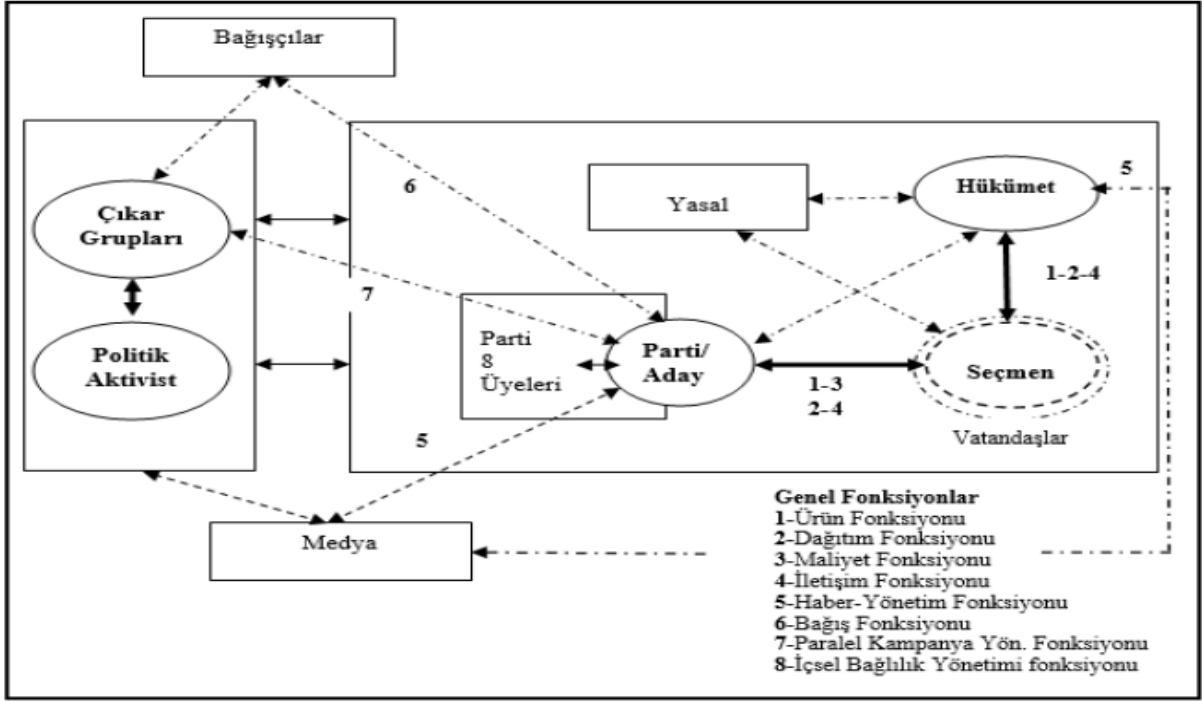 Bağışçılar
6
Yasal
Hükümet
5
Çıkar
Grupları
7
1-2-4
Politik
Aktivist
Parti
8
Üyeleri
Parti/
Aday
1-3
2-4
Seçmen
Vatandaşlar
5
Medya
Genel Fonksiyonlar
1-Ürün Fonksiyonu
2-Dağıtım Fonksiyonu
3-Maliyet Fonksiyonu
4-İletişim Fonksiyonu
5-Haber-Yönetim Fonksiyonu
6-Bağış Fonksiyonu
7-Paralel Kampanya Yön. Fonksiyonu
8-İçsel Bağlılık Yönetimi fonksiyonu